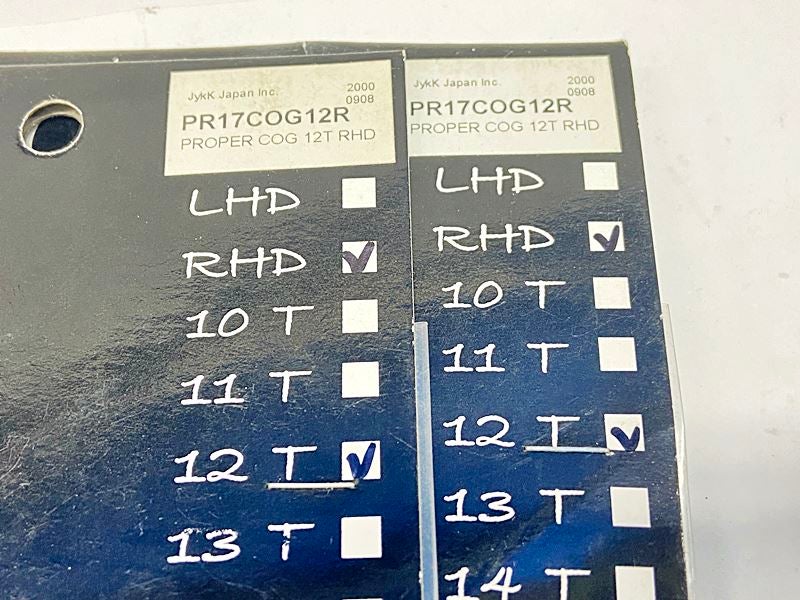 JykK Japan Inc. 2000
0908
PR17COG12R
PROPER COG 12T RHD
LHD
RHD
10 T
11 T
12 T
13 T
JykK Japan Inc. 2000
0908
PR17COG12R
PROPER COG 12T RHD
LHD
RHD
10 T
11 T
12 T
13 T
14 T